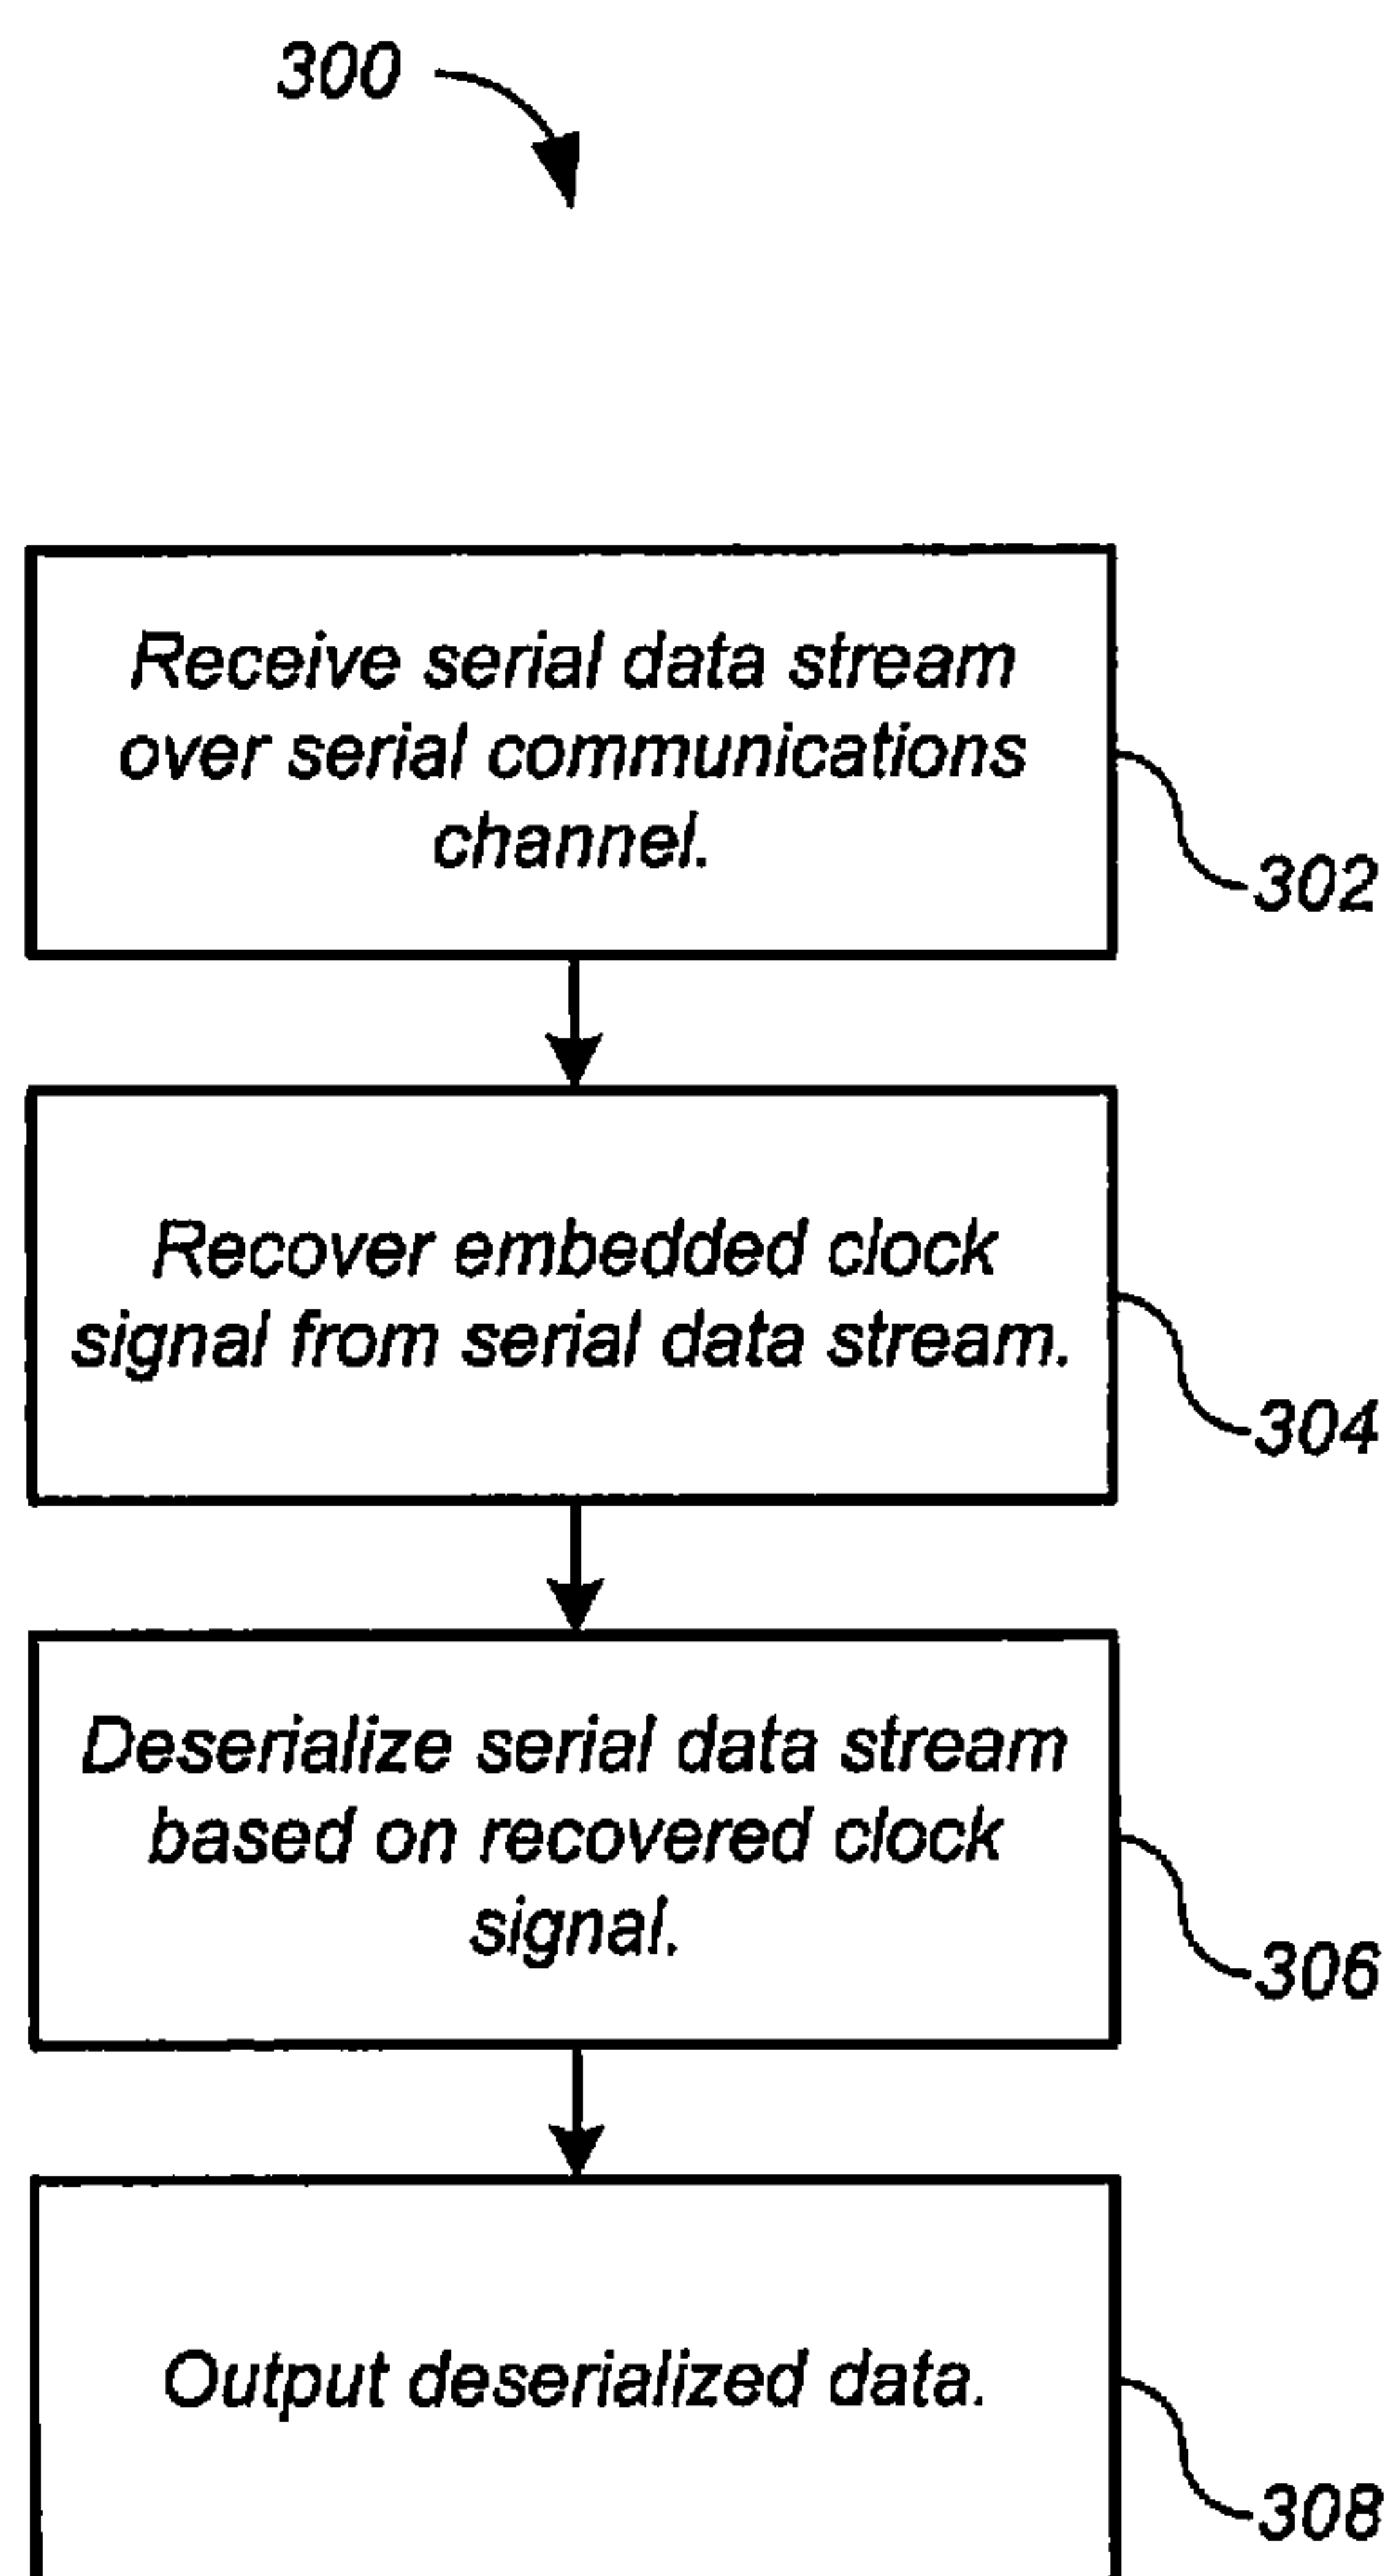 300
Receive serial data stream
over serial communications
channel.
302
Recover embedded clock
signal from serial data stream.
304
Deserialize serial data stream
based on recovered clock
signal.
306
Output deserialized data.
308